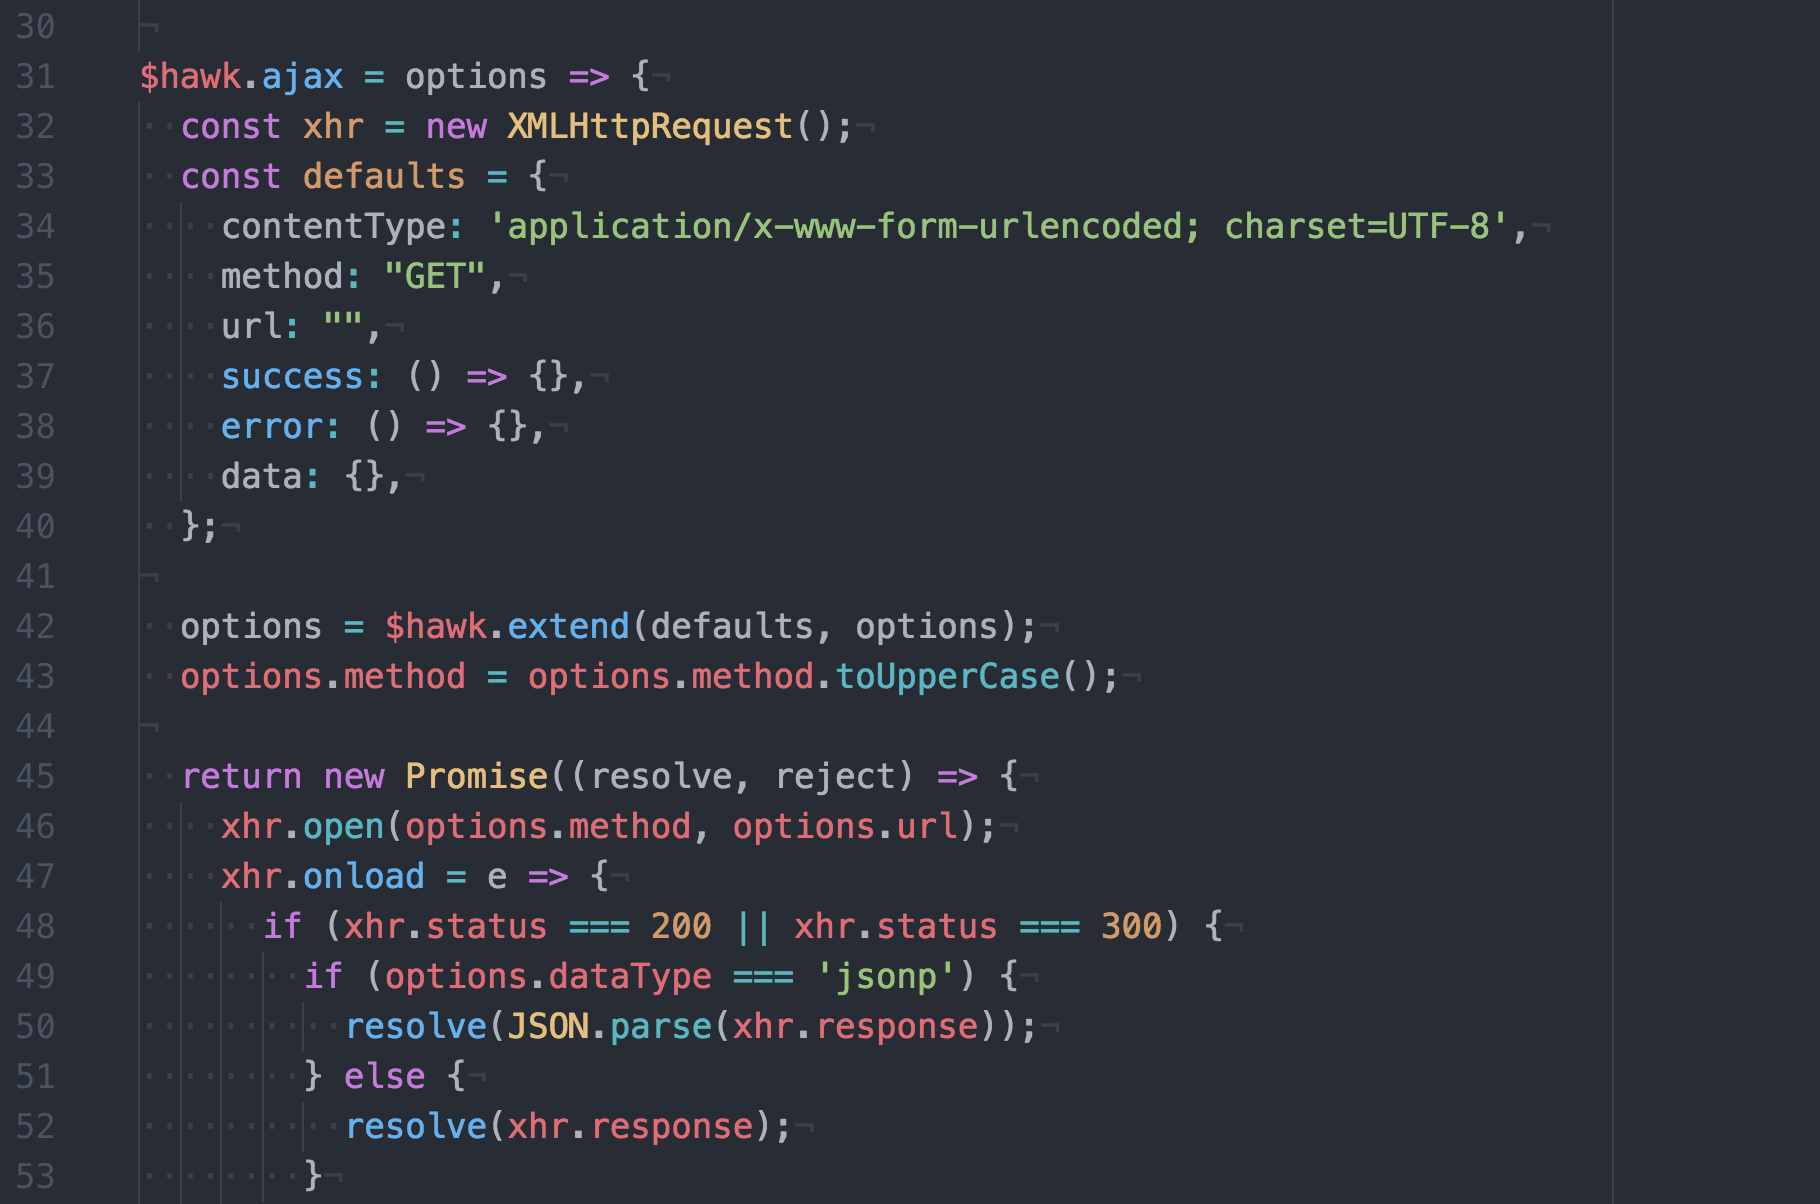 30 ¬
31 $hawk.ajax = options => {¬
32 ··const xhr = new XMLHttpRequest();¬
33 ··const defaults = {¬
34 ····contentType: 'application/x-www-form-urlencoded; charset=UTF-8',¬
35 ····method: "GET",¬
36 ····url: "",¬
37 ····success: () => {},¬
38 ····error: () => {},¬
39 ····data: {},¬
40 ··};¬
41 ¬
42 ··options = $hawk.extend(defaults, options);¬
43 ··options.method = options.method.toUpperCase();¬
44 ¬
45 ··return new Promise((resolve, reject) => {¬
46 ····xhr.open(options.method, options.url);¬
47 ····xhr.onload = e => {¬
48 ······if (xhr.status === 200 || xhr.status === 300) {¬
49 ········if (options.dataType === 'jsonp') {¬
50 ··········resolve(JSON.parse(xhr.response));¬
51 ········} else {¬
52 ··········resolve(xhr.response);¬
53 ········}¬